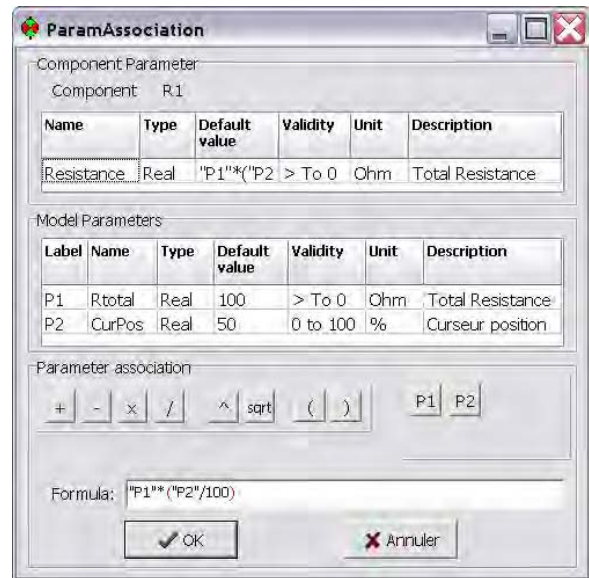 ParamAssociation
Component Parameter
Component R1
Name Type Default value Validity Unit Description
Resistance Real "P1"*("P2 > To 0 Ohm Total Resistance
Model Parameters
Label Name Type Default value Validity Unit Description
P1 Rtotal Real 100 > To 0 Ohm Total Resistance
P2 CurPos Real 50 0 to 100 % Curseur position
Parameter association
+ - x / ^ sqrt ( ) P1 P2
Formula: "P1"*("P2"/100)
OK Annuler